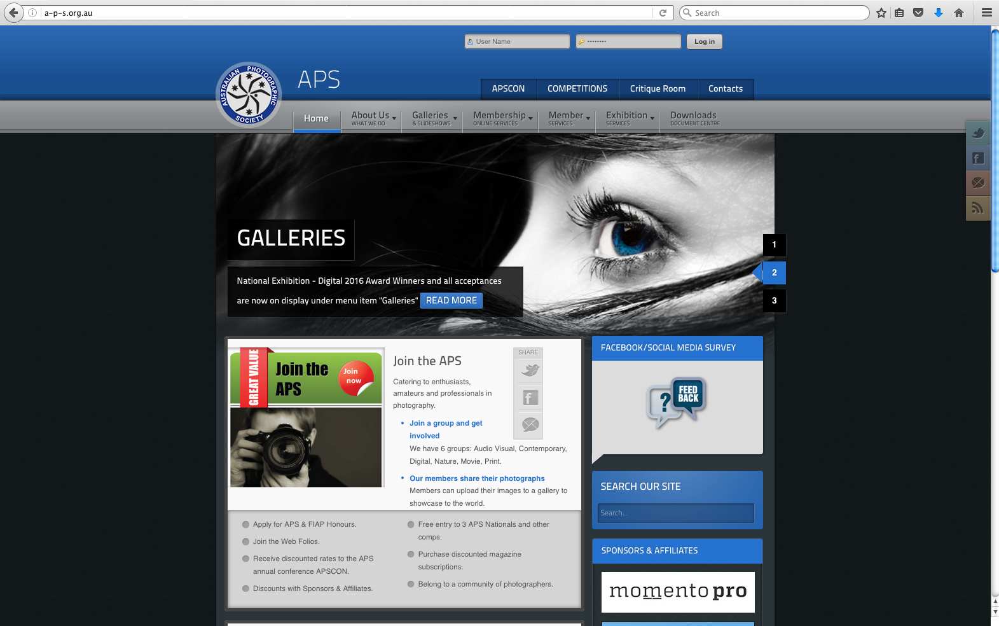 a-p-s.org.au
Search
User Name
Log in
AUSTRALIAN PHOTOGRAPHIC SOCIETY
APS
APSCON
COMPETITIONS
Critique Room
Contacts
Home
About Us
WHAT WE DO
Galleries
& SLIDESHOWS
Membership
ONLINE SERVICES
Member
SERVICES
Exhibition
SERVICES
Downloads
DOCUMENT CENTRE
GALLERIES
National Exhibition - Digital 2016 Award Winners and all acceptances
are now on display under menu item "Galleries" READ MORE
1
2
3
GREAT VALUE
Join the
APS
Join
now
Join the APS
SHARE
Catering to enthusiasts,
amateurs and professionals in
photography.
Join a group and get
involved
We have 6 groups: Audio Visual, Contemporary,
Digital, Nature, Movie, Print.
Our members share their photographs
Members can upload their images to a gallery to
showcase to the world.
Apply for APS & FIAP Honours.
Join the Web Folios.
Receive discounted rates to the APS
annual conference APSCON.
Discounts with Sponsors & Affiliates.
Free entry to 3 APS Nationals and other
comps.
Purchase discounted magazine
subscriptions.
Belong to a community of photographers.
FACEBOOK/SOCIAL MEDIA SURVEY
?
FEED
BACK
SEARCH OUR SITE
Search...
SPONSORS & AFFILIATES
momento pro